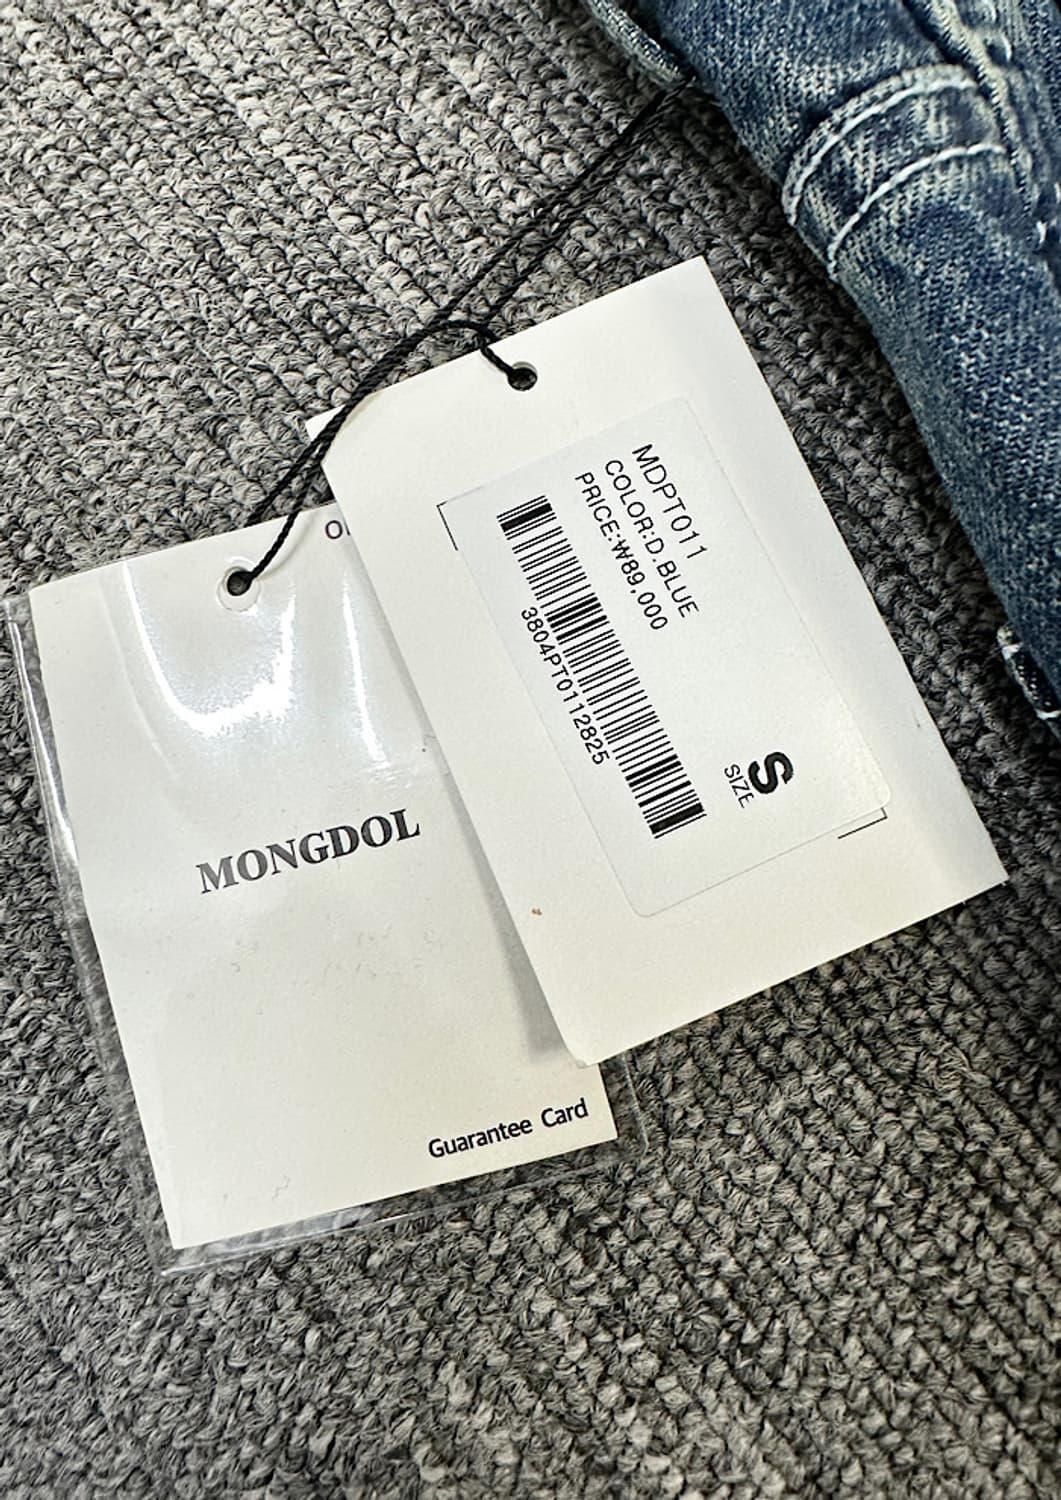 MDPT011
COLOR:D.BLUE
PRICE:₩89,000
3804PT0112825
S
SIZE
MONGDOL
Guarantee Card